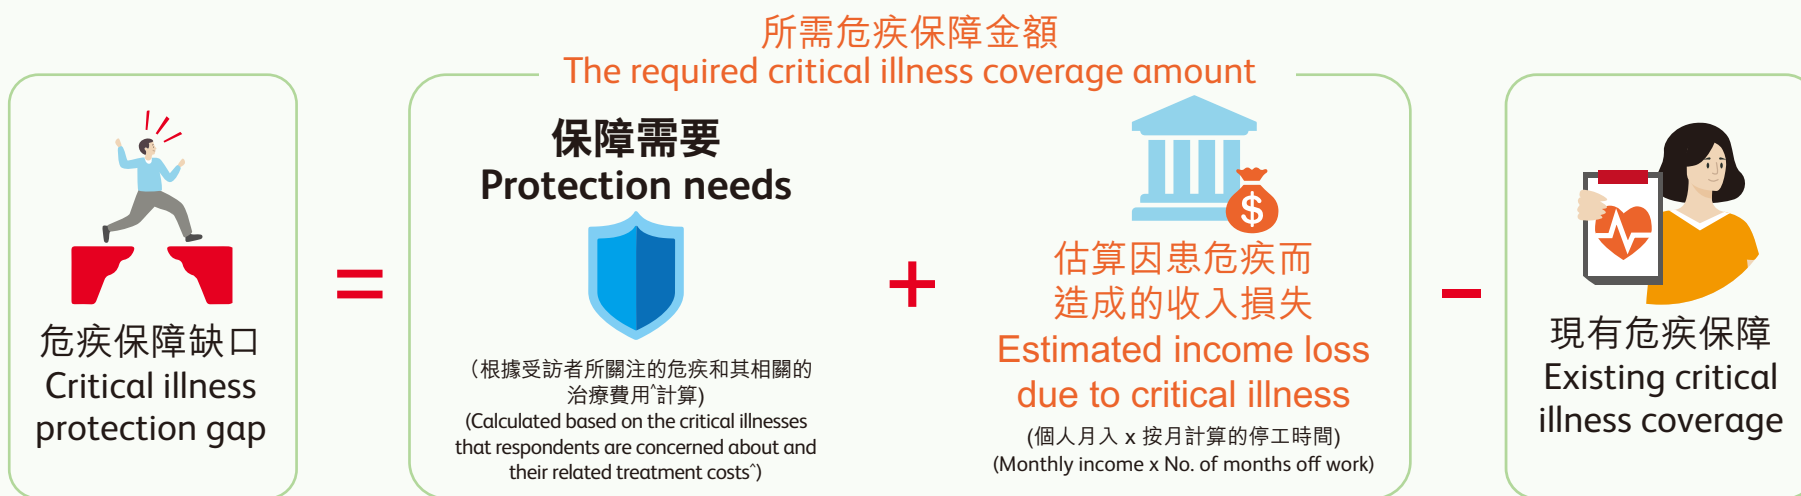 所需危疾保障金額
The required critical illness coverage amount
危疾保障缺口
Critical illness
protection gap
=
保障需要
Protection needs
（根據受訪者所關注的危疾和其相關的
治療費用^計算)
(Calculated based on the critical illnesses
that respondents are concerned about and
their related treatment costs^)
+
$
估算因患危疾而
造成的收入損失
Estimated income loss
due to critical illness
(個人月入 x 按月計算的停工時間)
(Monthly income x No. of months off work)
–
現有危疾保障
Existing critical
illness coverage